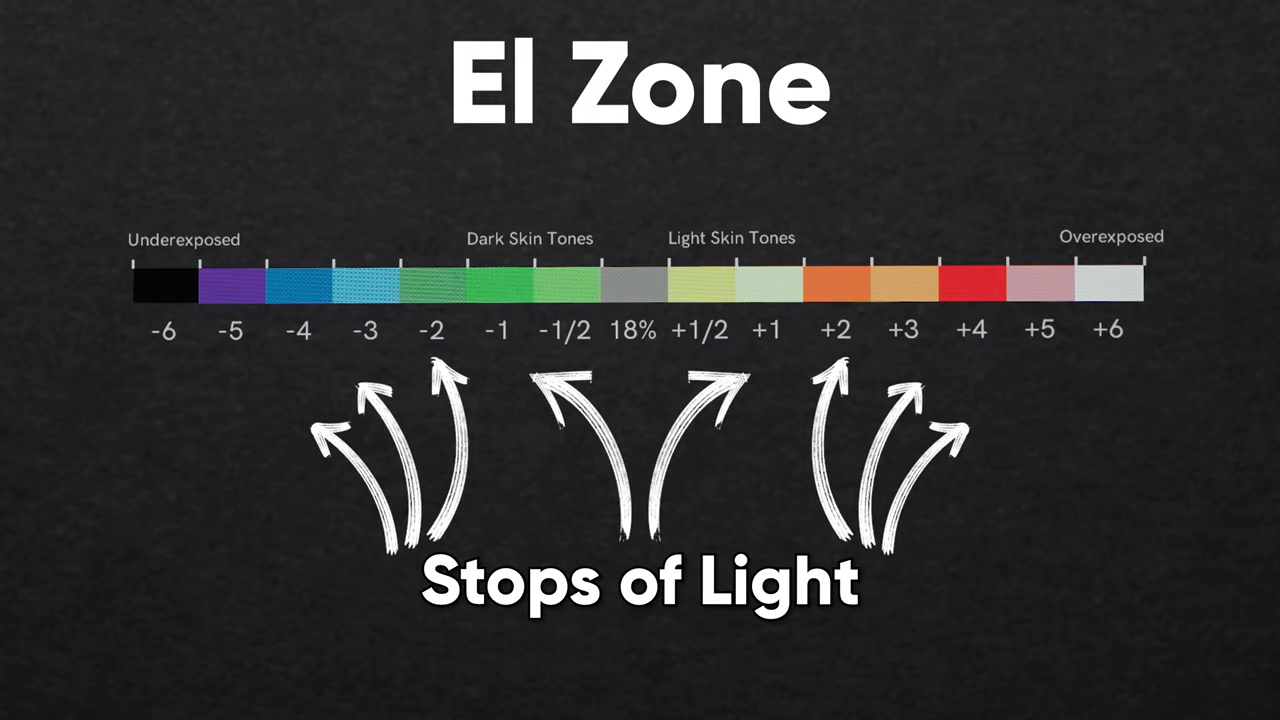 El Zone
Underexposed Dark Skin Tones Light Skin Tones Overexposed
-6 -5 -4 -3 -2 -1 -1/2 18% +1/2 +1 +2 +3 +4 +5 +6
Stops of Light